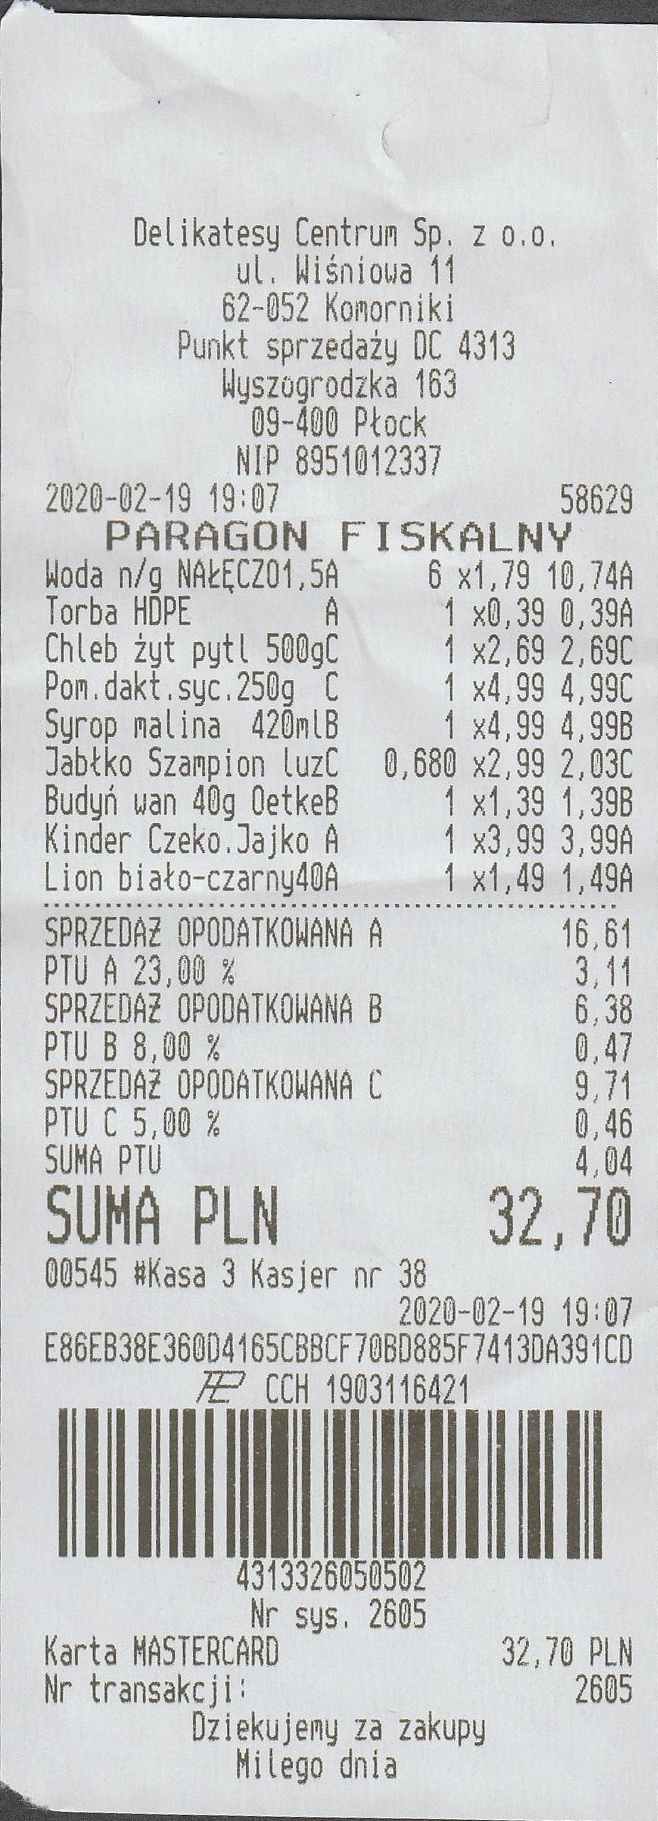 Delikatesy Centrum Sp. z o.o.
ul. Wiśniowa 11
62-052 Komorniki
Punkt sprzedaży DC 4313
Wyszogrodzka 163
09-400 Płock
NIP 8951012337
2020-02-19 19:07 58629
PARAGON FISKALNY
Woda n/g NAŁĘCZO1,5A 6 x1,79 10,74A
Torba HDPE A 1 x0,39 0,39A
Chleb żyt pytl 500gC 1 x2,69 2,69C
Pom.dakt.syc.250g C 1 x4,99 4,99C
Syrop malina 420mlB 1 x4,99 4,99B
Jabłko Szampion luzC 0,680 x2,99 2,03C
Budyń wan 40g OetkeB 1 x1,39 1,39B
Kinder Czeko.Jajko A 1 x3,99 3,99A
Lion biało-czarny40A 1 x1,49 1,49A
SPRZEDAŻ OPODATKOWANA A 16,61
PTU A 23,00 % 3,11
SPRZEDAŻ OPODATKOWANA B 6,38
PTU B 8,00 % 0,47
SPRZEDAŻ OPODATKOWANA C 9,71
PTU C 5,00 % 0,46
SUMA PTU 4,04
SUMA PLN 32,70
00545 #Kasa 3 Kasjer nr 38
2020-02-19 19:07
E86EB38E360D4165CBBCF70BD885F7413DA391CD
CCH 1903116421
4313326050502
Nr sys. 2605
Karta MASTERCARD 32,70 PLN
Nr transakcji: 2605
Dziekujemy za zakupy
Milego dnia